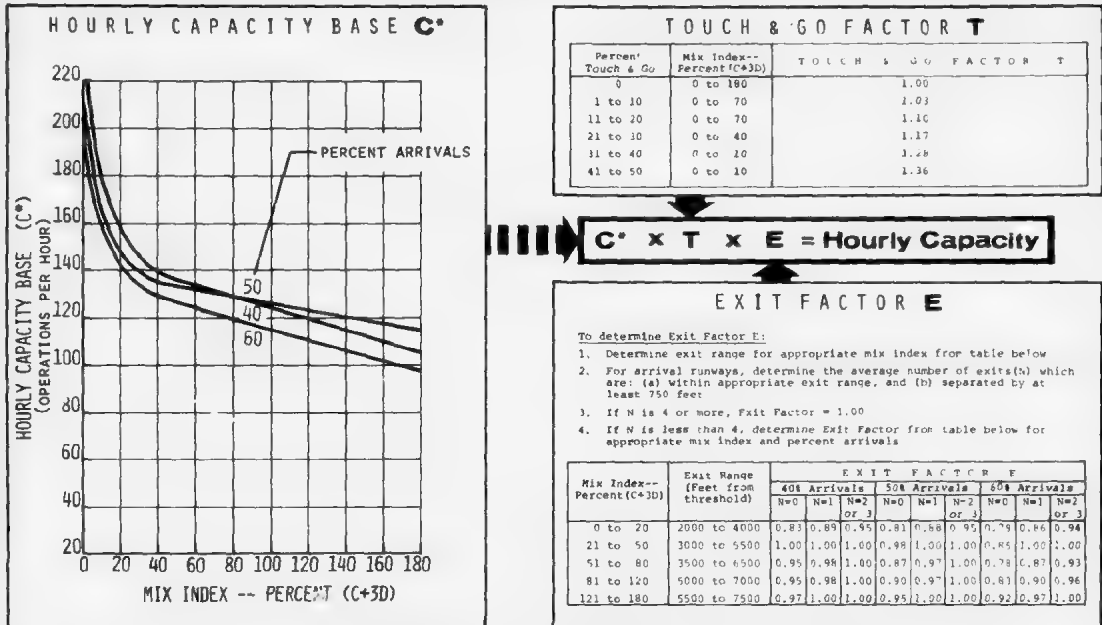 HOURLY CAPACITY BASE C*
220
200
180
160
140
120
100
80
60
40
20
HOURLY CAPACITY BASE (C*)
(OPERATIONS PER HOUR)
PERCENT ARRIVALS
50
40
60
0 20 40 60 80 100 120 140 160 180
MIX INDEX -- PERCENT (C+3D)
TOUCH & GO FACTOR T
Percent Touch & Go
Mix Index-- Percent(C+3D)
TOUCH & GO FACTOR T
0 0 to 180 1.00
1 to 10 0 to 70 1.03
11 to 20 0 to 70 1.10
21 to 30 0 to 40 1.17
31 to 40 0 to 10 1.28
41 to 50 0 to 10 1.36
C* x T x E = Hourly Capacity
EXIT FACTOR E
To determine Exit Factor E:
1. Determine exit range for appropriate mix index from table below
2. For arrival runways, determine the average number of exits(N) which
are: (a) within appropriate exit range, and (b) separated by at
least 750 feet
3. If N is 4 or more, Exit Factor = 1.00
4. If N is less than 4, determine Exit Factor from table below for
appropriate mix index and percent arrivals
Mix Index-- Percent(C+3D)
Exit Range (Feet from threshold)
EXIT FACTOR E
40% Arrivals 50% Arrivals 60% Arrivals
N=0 N=1 N=2 or 3 N=0 N=1 N=2 or 3 N=0 N=1 N=2 or 3
0 to 20 2000 to 4000 0.83 0.89 0.95 0.81 0.88 0.95 0.79 0.86 0.94
21 to 50 3000 to 5500 1.00 1.00 1.00 0.98 1.00 1.00 0.85 1.00 1.00
51 to 80 3500 to 6500 0.95 0.98 1.00 0.87 0.97 1.00 0.78 0.87 0.93
81 to 120 5000 to 7000 0.95 0.98 1.00 0.90 0.97 1.00 0.90 0.96
121 to 180 5500 to 7500 0.97 1.00 1.00 0.95 1.00 1.00 0.92 0.97 1.00